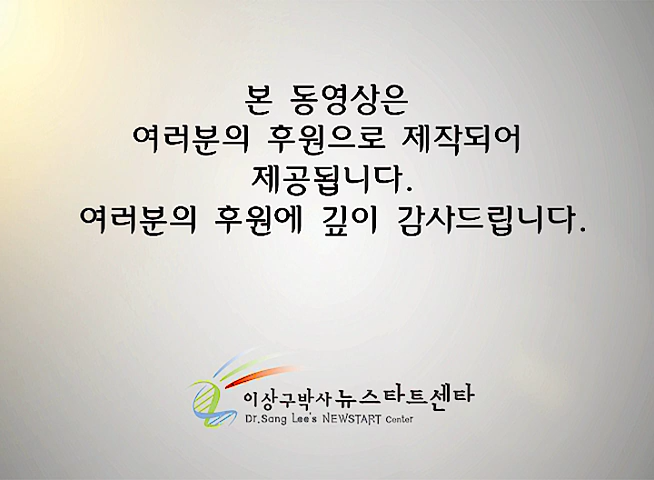 본 동영상은
여러분의 후원으로 제작되어
제공됩니다.
여러분의 후원에 깊이 감사드립니다.
이상구박사 뉴스타트센타
Dr.Sang Lee's NEWSTART Center